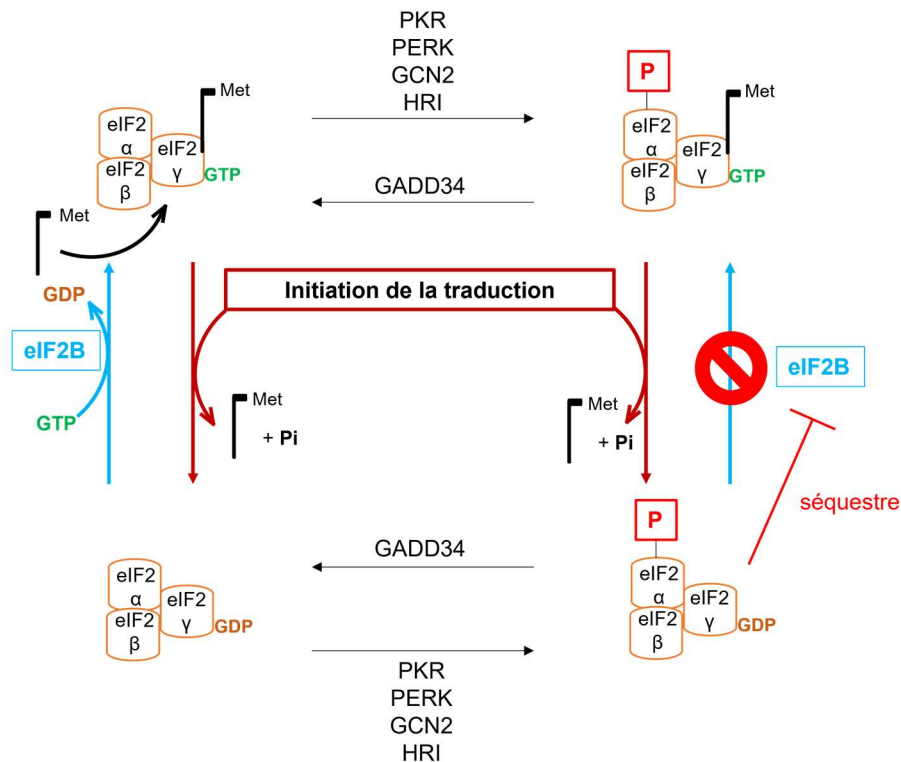 PKR
PERK
GCN2
HRI
P
Met
Met
eIF2
α
eIF2
γ
eIF2
β
GTP
eIF2
α
eIF2
γ
eIF2
β
GTP
GADD34
Met
Initiation de la traduction
GDP
eIF2B
GTP
Met
+ Pi
Met
+ Pi
eIF2B
séquestre
P
GADD34
eIF2
α
eIF2
γ
eIF2
β
GDP
eIF2
α
eIF2
γ
eIF2
β
GDP
PKR
PERK
GCN2
HRI